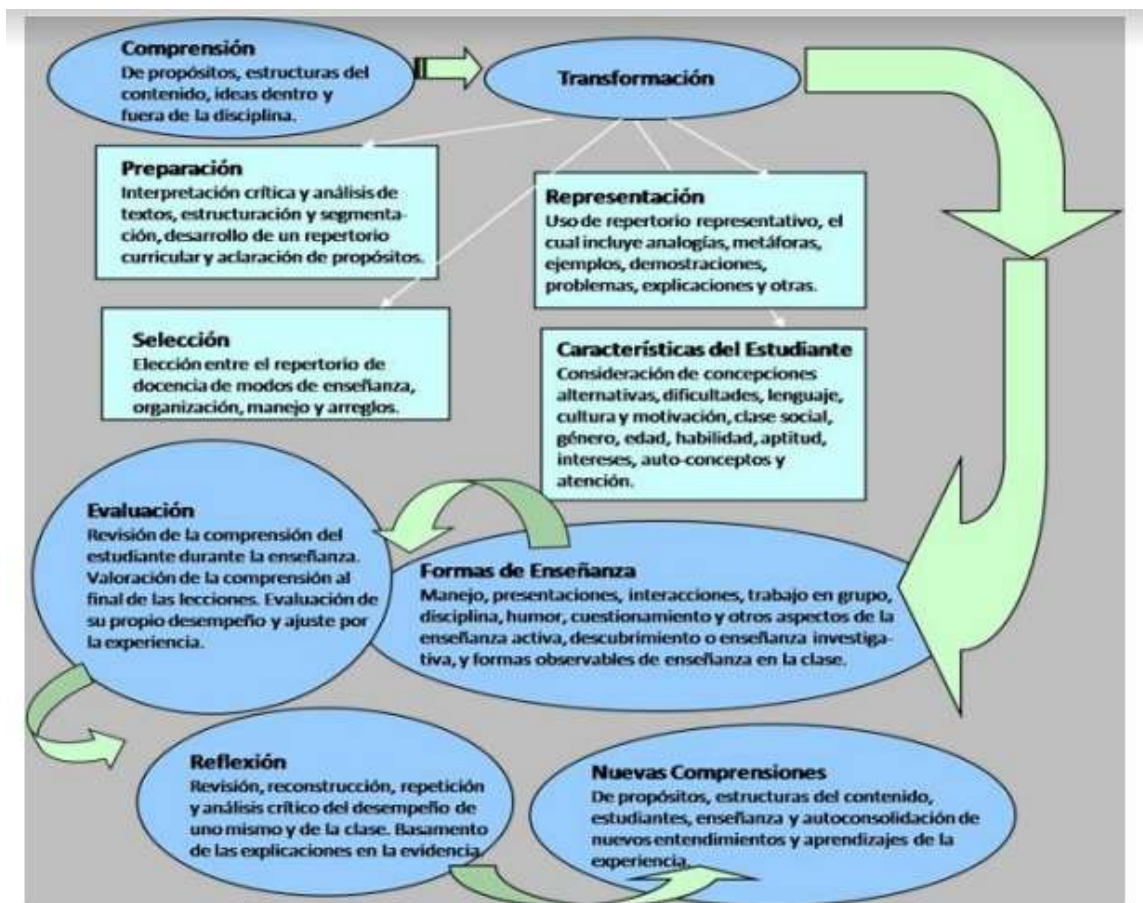 Comprensión
De propósitos, estructuras del
contenido, ideas dentro y
fuera de la disciplina.
Transformación
Preparación
Interpretación crítica y análisis de
textos, estructuración y segmenta-
ción, desarrollo de un repertorio
curricular y aclaración de propósitos.
Representación
Uso de repertorio representativo, el
cual incluye analogías, metáforas,
ejemplos, demostraciones,
problemas, explicaciones y otras.
Selección
Elección entre el repertorio de
docencia de modos de enseñanza,
organización, manejo y arreglos.
Características del Estudiante
Consideración de concepciones
alternativas, dificultades, lenguaje,
cultura y motivación, clase social,
género, edad, habilidad, aptitud,
intereses, auto-conceptos y
atención.
Evaluación
Revisión de la comprensión del
estudiante durante la enseñanza.
Valoración de la comprensión al
final de las lecciones. Evaluación de
su propio desempeño y ajuste por
la experiencia.
Formas de Enseñanza
Manejo, presentaciones, interacciones, trabajo en grupo,
disciplina, humor, cuestionamiento y otros aspectos de la
enseñanza activa, descubrimiento o enseñanza investiga-
tiva, y formas observables de enseñanza en la clase.
Reflexión
Revisión, reconstrucción, repetición
y análisis crítico del desempeño de
uno mismo y de la clase. Basamento
de las explicaciones en la evidencia.
Nuevas Comprensiones
De propósitos, estructuras del contenido,
estudiantes, enseñanza y autoconsolidación de
nuevos entendimientos y aprendizajes de la
experiencia.